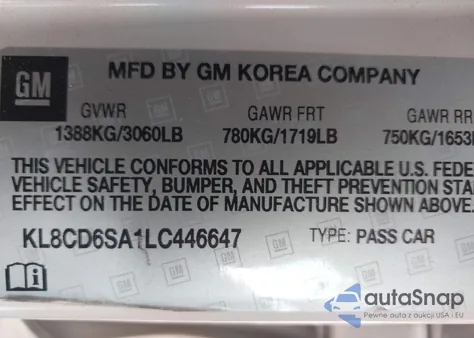 GM
MFD BY GM KOREA COMPANY
GVWR GAWR FRT GAWR RR
1388KG/3060LB 780KG/1719LB 750KG/1653
THIS VEHICLE CONFORMS TO ALL APPLICABLE U.S. FEDE
VEHICLE SAFETY, BUMPER, AND THEFT PREVENTION STA
EFFECT ON THE DATE OF MANUFACTURE SHOWN ABOVE.
KL8CD6SA1LC446647 TYPE: PASS CAR
autoSnap
Pewne auta z aukcji USA i EU